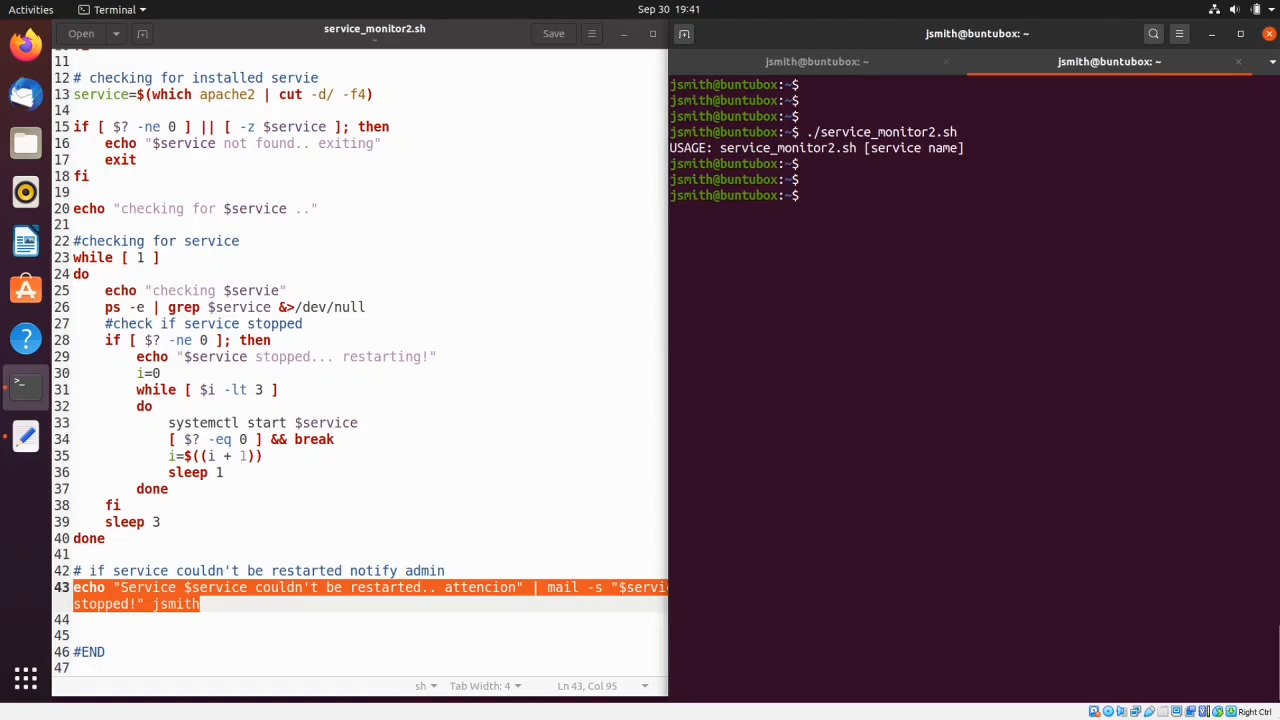 Activities
Terminal
Sep 30 19:41
Open
service_monitor2.sh
~
Save
jsmith@buntubox: ~
jsmith@buntubox: ~
jsmith@buntubox: ~
11
12 # checking for installed servie
13 service=$(which apache2 | cut -d/ -f4)
14
15 if [ $? -ne 0 ] || [ -z $service ]; then
16 echo "$service not found.. exiting"
17 exit
18 fi
19
20 echo "checking for $service .."
21
22 #checking for service
23 while [ 1 ]
24 do
25 echo "checking $servie"
26 ps -e | grep $service &>/dev/null
27 #check if service stopped
28 if [ $? -ne 0 ]; then
29 echo "$service stopped... restarting!"
30 i=0
31 while [ $i -lt 3 ]
32 do
33 systemctl start $service
34 [ $? -eq 0 ] && break
35 i=$((i + 1))
36 sleep 1
37 done
38 fi
39 sleep 3
40 done
41
42 # if service couldn't be restarted notify admin
43 echo "Service $service couldn't be restarted.. attencion" | mail -s "$servic
stopped!" jsmith
44
45
46 #END
47
sh
Tab Width: 4
Ln 43, Col 95
jsmith@buntubox:~$
jsmith@buntubox:~$
jsmith@buntubox:~$
jsmith@buntubox:~$ ./service_monitor2.sh
USAGE: service_monitor2.sh [service name]
jsmith@buntubox:~$
jsmith@buntubox:~$
jsmith@buntubox:~$
Right Ctrl